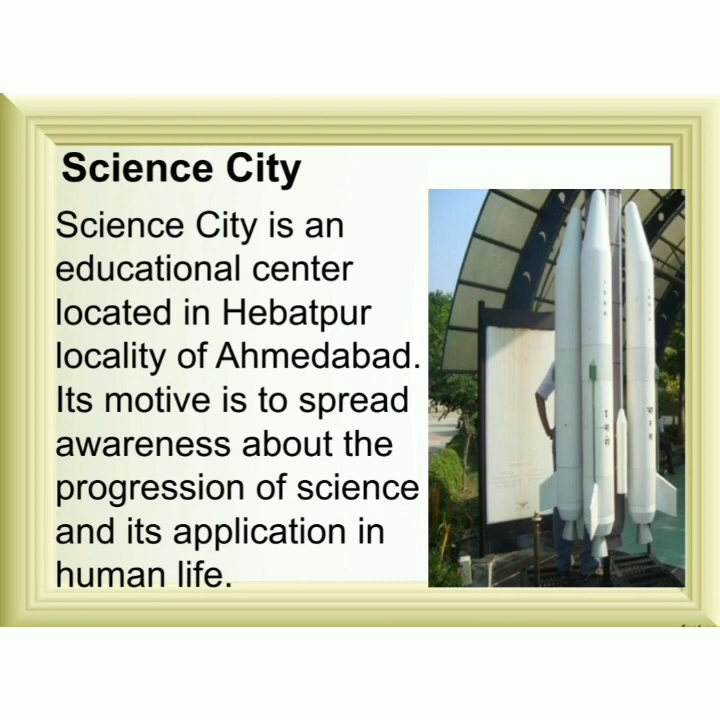 Science City
Science City is an
educational center
located in Hebatpur
locality of Ahmedabad.
Its motive is to spread
awareness about the
progression of science
and its application in
human life.
इ
स
रो
भा
र
त